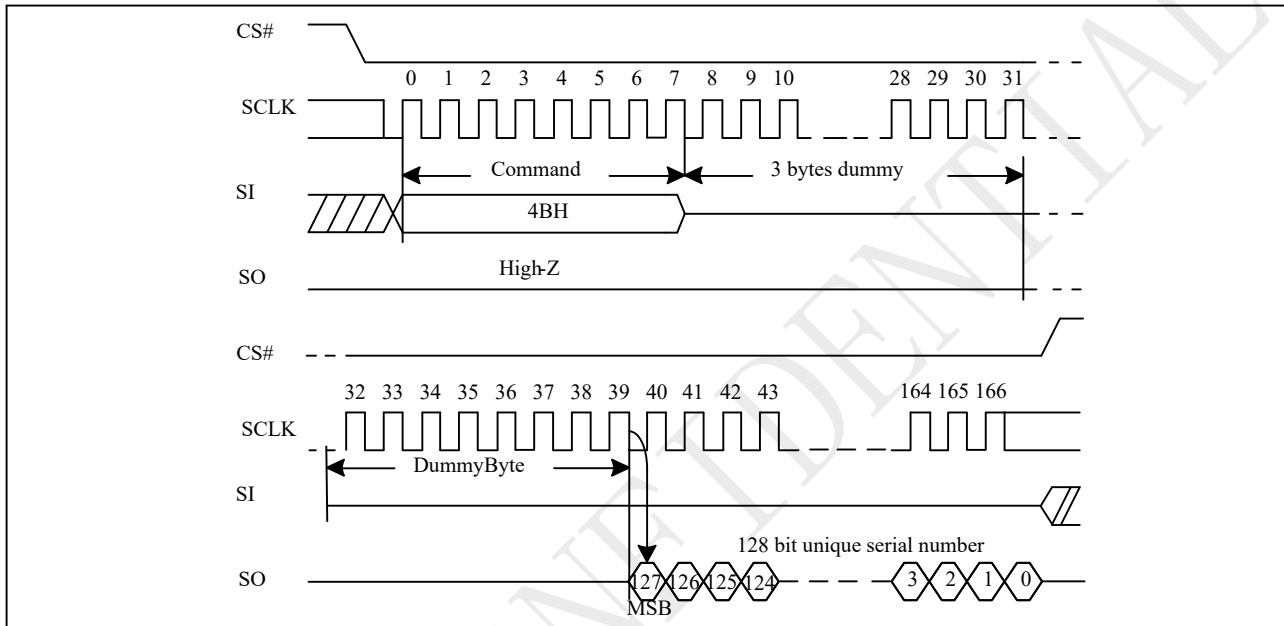 CS#
0 1 2 3 4 5 6 7 8 9 10 28 29 30 31
SCLK
Command 3 bytes dummy
SI
4BH
High-Z
SO
CS#
32 33 34 35 36 37 38 39 40 41 42 43 164 165 166
SCLK
DummyByte
SI
128 bit unique serial number
SO 127 126 125 124 3 2 1 0
MSB